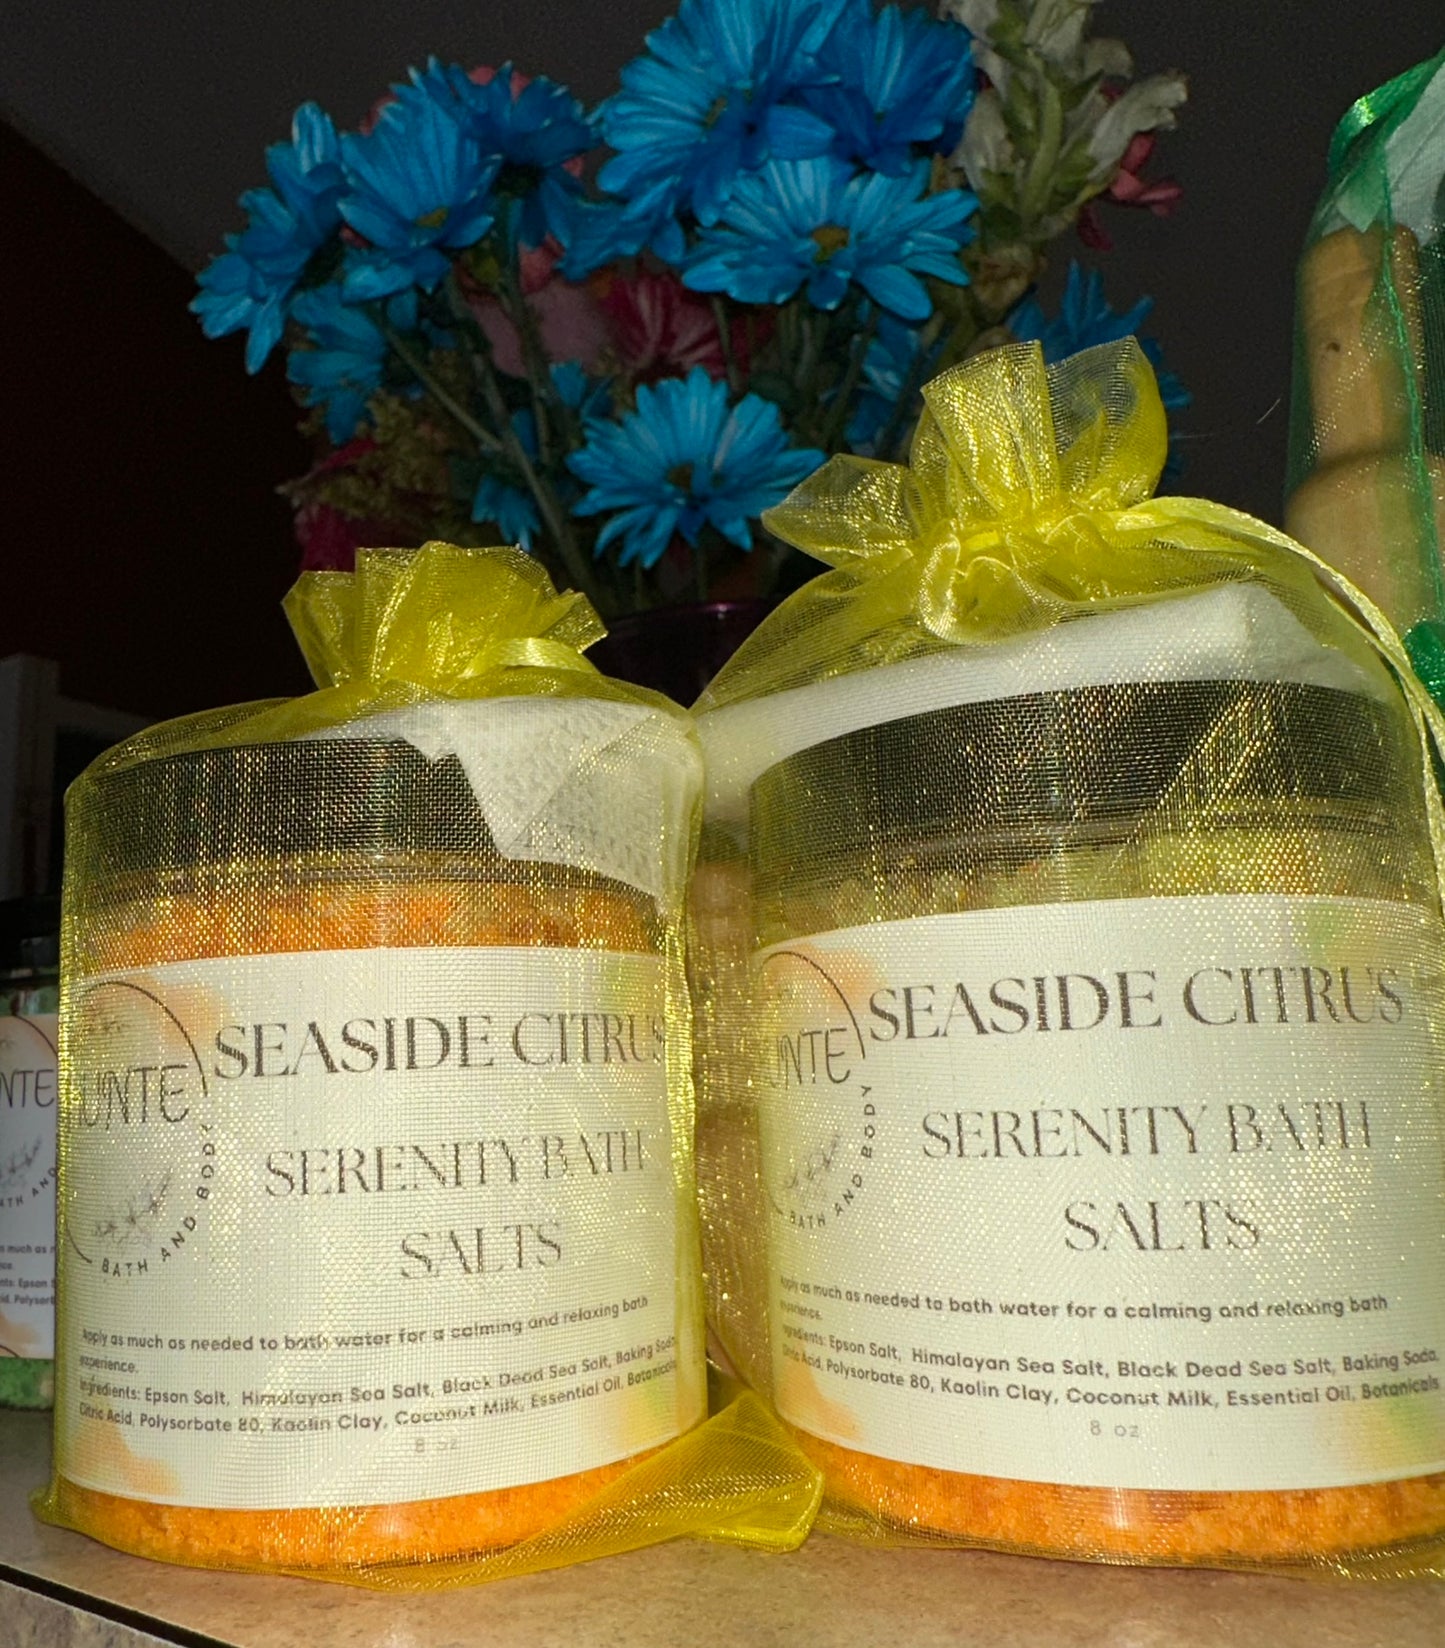 SEASIDE CITRUS
SERENITY BATH
SALTS
BATH AND BODY
Apply as much as needed to bath water for a calming and relaxing bath
experience.
Ingredients: Epson Salt, Himalayan Sea Salt, Black Dead Sea Salt, Baking Soda,
Citric Acid, Polysorbate 80, Kaolin Clay, Coconut Milk, Essential Oil, Botanicals
8 oz
UNTE
SEASIDE CITRUS
SERENITY BATH
SALTS
BATH AND BODY
Apply as much as needed to bath water for a calming and relaxing bath
experience.
Ingredients: Epson Salt, Himalayan Sea Salt, Black Dead Sea Salt, Baking Soda,
Citric Acid, Polysorbate 80, Kaolin Clay, Coconut Milk, Essential Oil, Botanicals
8 oz